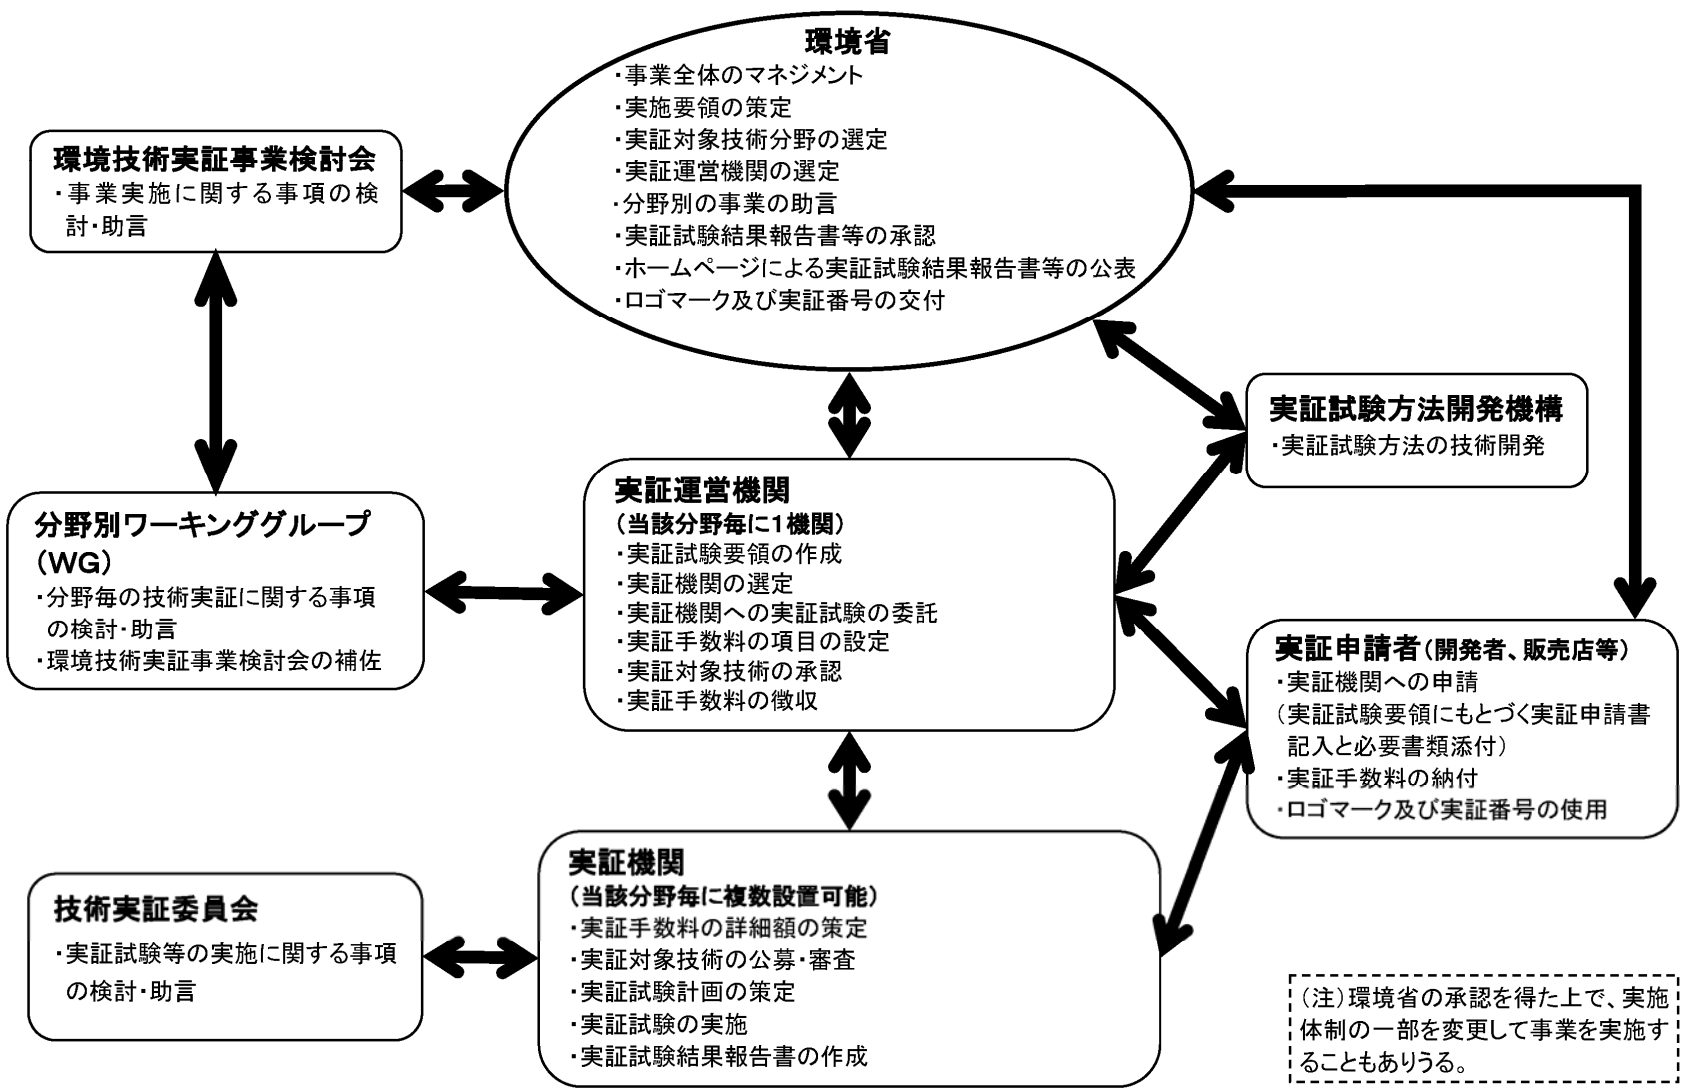 環境省
・事業全体のマネジメント
・実施要領の策定
・実証対象技術分野の選定
・実証運営機関の選定
・分野別の事業の助言
・実証試験結果報告書等の承認
・ホームページによる実証試験結果報告書等の公表
・ロゴマーク及び実証番号の交付
環境技術実証事業検討会
・事業実施に関する事項の検
討・助言
実証試験方法開発機構
・実証試験方法の技術開発
分野別ワーキンググループ
(WG)
・分野毎の技術実証に関する事項
の検討・助言
・環境技術実証事業検討会の補佐
実証運営機関
(当該分野毎に1機関)
・実証試験要領の作成
・実証機関の選定
・実証機関への実証試験の委託
・実証手数料の項目の設定
・実証対象技術の承認
・実証手数料の徴収
実証申請者(開発者、販売店等)
・実証機関への申請
(実証試験要領にもとづく実証申請書
記入と必要書類添付)
・実証手数料の納付
・ロゴマーク及び実証番号の使用
技術実証委員会
・実証試験等の実施に関する事項
の検討・助言
実証機関
(当該分野毎に複数設置可能)
・実証手数料の詳細額の策定
・実証対象技術の公募・審査
・実証試験計画の策定
・実証試験の実施
・実証試験結果報告書の作成
(注)環境省の承認を得た上で、実施
体制の一部を変更して事業を実施す
ることもありうる。